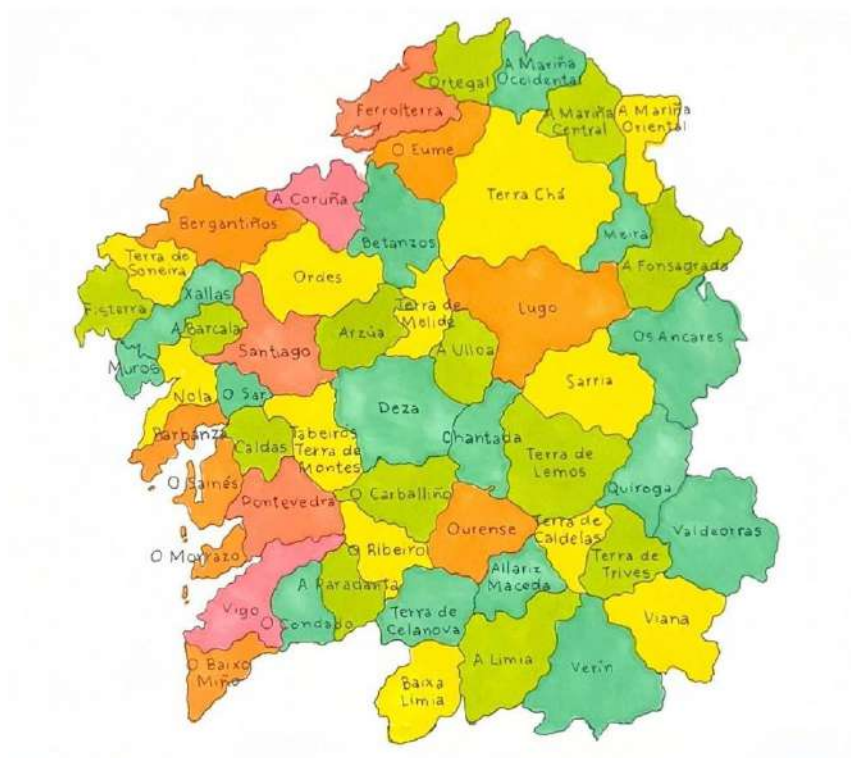 A Mariña
Occidental
Ortegal
Ferrolterra
A Mariña
Central
A Mariña
Oriental
O Eume
Terra Chá
A Coruña
Bergantiños
Betanzos
Meira
Terra de
Soneira
Ordes
A Fonsagrada
Xallas
Fisterra
Terra de
Melide
Lugo
A Barcala
Arzúa
Os Ancares
Santiago
A Ulloa
Muros
Sarria
Noia
O Sar
Deza
Barbanza
Caldas
Tabeirós
Terra de
Montes
Chantada
Terra de
Lemos
O Salnés
Pontevedra
O Carballiño
Quiroga
Ourense
Terra de
Caldelas
Valdeorras
O Morrazo
O Ribeiro
Allariz
Maceda
Terra de
Trives
A Paradanta
Vigo
O Condado
Terra de
Celanova
Viana
O Baixo
Miño
A Limia
Verín
Baixa
Limia